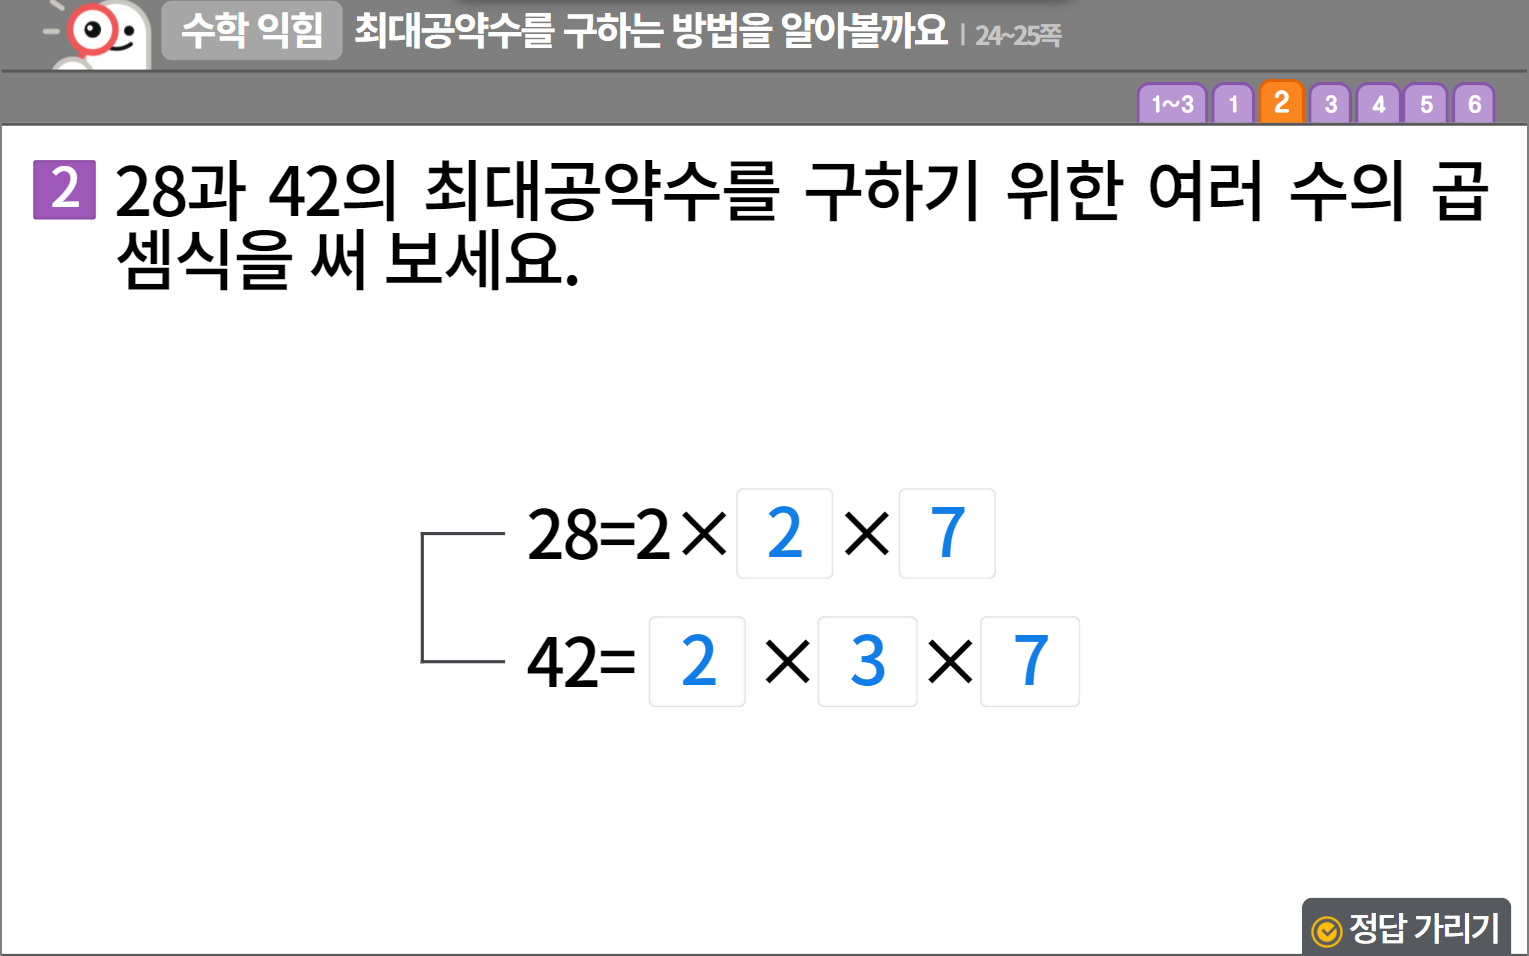 수학 익힘 최대공약수를 구하는 방법을 알아볼까요 | 24~25쪽
1~3 1 2 3 4 5 6
2 28과 42의 최대공약수를 구하기 위한 여러 수의 곱
셈식을 써 보세요.
28=2×2×7
42=2×3×7
정답 가리기